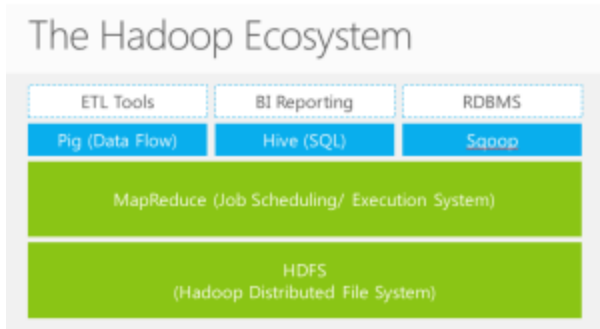 The Hadoop Ecosystem
ETL Tools
BI Reporting
RDBMS
Pig (Data Flow)
Hive (SQL)
Sqoop
MapReduce (Job Scheduling/ Execution System)
HDFS
(Hadoop Distributed File System)